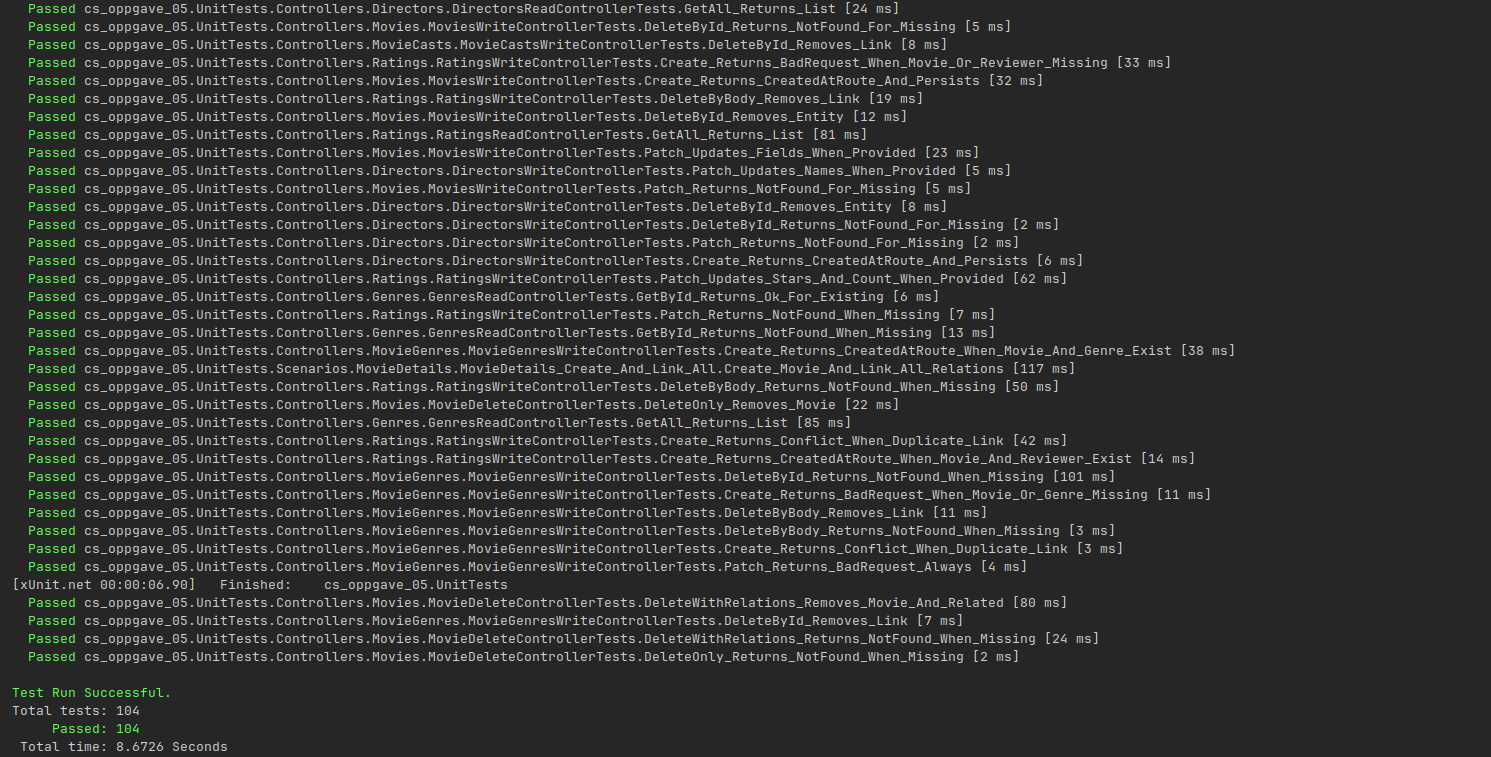 Passed cs_oppgave_05.UnitTests.Controllers.Directors.DirectorsReadControllerTests.GetAll_Returns_List [24 ms]
Passed cs_oppgave_05.UnitTests.Controllers.Movies.MoviesWriteControllerTests.DeleteById_Returns_NotFound_For_Missing [5 ms]
Passed cs_oppgave_05.UnitTests.Controllers.MovieCasts.MovieCastsWriteControllerTests.DeleteById_Removes_Link [8 ms]
Passed cs_oppgave_05.UnitTests.Controllers.Ratings.RatingsWriteControllerTests.Create_Returns_BadRequest_When_Movie_Or_Reviewer_Missing [33 ms]
Passed cs_oppgave_05.UnitTests.Controllers.Movies.MoviesWriteControllerTests.Create_Returns_CreatedAtRoute_And_Persists [32 ms]
Passed cs_oppgave_05.UnitTests.Controllers.Ratings.RatingsWriteControllerTests.DeleteByBody_Removes_Link [19 ms]
Passed cs_oppgave_05.UnitTests.Controllers.Movies.MoviesWriteControllerTests.DeleteById_Removes_Entity [12 ms]
Passed cs_oppgave_05.UnitTests.Controllers.Ratings.RatingsReadControllerTests.GetAll_Returns_List [81 ms]
Passed cs_oppgave_05.UnitTests.Controllers.Movies.MoviesWriteControllerTests.Patch_Updates_Fields_When_Provided [23 ms]
Passed cs_oppgave_05.UnitTests.Controllers.Directors.DirectorsWriteControllerTests.Patch_Updates_Names_When_Provided [5 ms]
Passed cs_oppgave_05.UnitTests.Controllers.Movies.MoviesWriteControllerTests.Patch_Returns_NotFound_For_Missing [5 ms]
Passed cs_oppgave_05.UnitTests.Controllers.Directors.DirectorsWriteControllerTests.DeleteById_Removes_Entity [8 ms]
Passed cs_oppgave_05.UnitTests.Controllers.Directors.DirectorsWriteControllerTests.DeleteById_Returns_NotFound_For_Missing [2 ms]
Passed cs_oppgave_05.UnitTests.Controllers.Directors.DirectorsWriteControllerTests.Patch_Returns_NotFound_For_Missing [2 ms]
Passed cs_oppgave_05.UnitTests.Controllers.Directors.DirectorsWriteControllerTests.Create_Returns_CreatedAtRoute_And_Persists [6 ms]
Passed cs_oppgave_05.UnitTests.Controllers.Ratings.RatingsWriteControllerTests.Patch_Updates_Stars_And_Count_When_Provided [62 ms]
Passed cs_oppgave_05.UnitTests.Controllers.Genres.GenresReadControllerTests.GetById_Returns_Ok_For_Existing [6 ms]
Passed cs_oppgave_05.UnitTests.Controllers.Ratings.RatingsWriteControllerTests.Patch_Returns_NotFound_When_Missing [7 ms]
Passed cs_oppgave_05.UnitTests.Controllers.Genres.GenresReadControllerTests.GetById_Returns_NotFound_When_Missing [13 ms]
Passed cs_oppgave_05.UnitTests.Controllers.MovieGenres.MovieGenresWriteControllerTests.Create_Returns_CreatedAtRoute_When_Movie_And_Genre_Exist [38 ms]
Passed cs_oppgave_05.UnitTests.Scenarios.MovieDetails.MovieDetails_Create_And_Link_All.Create_Movie_And_Link_All_Relations [117 ms]
Passed cs_oppgave_05.UnitTests.Controllers.Ratings.RatingsWriteControllerTests.DeleteByBody_Returns_NotFound_When_Missing [50 ms]
Passed cs_oppgave_05.UnitTests.Controllers.Movies.MovieDeleteControllerTests.DeleteOnly_Removes_Movie [22 ms]
Passed cs_oppgave_05.UnitTests.Controllers.Genres.GenresReadControllerTests.GetAll_Returns_List [85 ms]
Passed cs_oppgave_05.UnitTests.Controllers.Ratings.RatingsWriteControllerTests.Create_Returns_Conflict_When_Duplicate_Link [42 ms]
Passed cs_oppgave_05.UnitTests.Controllers.Ratings.RatingsWriteControllerTests.Create_Returns_CreatedAtRoute_When_Movie_And_Reviewer_Exist [14 ms]
Passed cs_oppgave_05.UnitTests.Controllers.MovieGenres.MovieGenresWriteControllerTests.DeleteById_Returns_NotFound_When_Missing [101 ms]
Passed cs_oppgave_05.UnitTests.Controllers.MovieGenres.MovieGenresWriteControllerTests.Create_Returns_BadRequest_When_Movie_Or_Genre_Missing [11 ms]
Passed cs_oppgave_05.UnitTests.Controllers.MovieGenres.MovieGenresWriteControllerTests.DeleteByBody_Removes_Link [11 ms]
Passed cs_oppgave_05.UnitTests.Controllers.MovieGenres.MovieGenresWriteControllerTests.DeleteByBody_Returns_NotFound_When_Missing [3 ms]
Passed cs_oppgave_05.UnitTests.Controllers.MovieGenres.MovieGenresWriteControllerTests.Create_Returns_Conflict_When_Duplicate_Link [3 ms]
Passed cs_oppgave_05.UnitTests.Controllers.MovieGenres.MovieGenresWriteControllerTests.Patch_Returns_BadRequest_Always [4 ms]
[xUnit.net 00:00:06.90]   Finished:    cs_oppgave_05.UnitTests
Passed cs_oppgave_05.UnitTests.Controllers.Movies.MovieDeleteControllerTests.DeleteWithRelations_Removes_Movie_And_Related [80 ms]
Passed cs_oppgave_05.UnitTests.Controllers.MovieGenres.MovieGenresWriteControllerTests.DeleteById_Removes_Link [7 ms]
Passed cs_oppgave_05.UnitTests.Controllers.Movies.MovieDeleteControllerTests.DeleteWithRelations_Returns_NotFound_When_Missing [24 ms]
Passed cs_oppgave_05.UnitTests.Controllers.Movies.MovieDeleteControllerTests.DeleteOnly_Returns_NotFound_When_Missing [2 ms]
Test Run Successful.
Total tests: 104
Passed: 104
Total time: 8.6726 Seconds